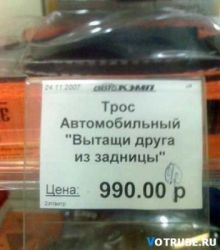 24.11.2007
Трос
Автомобильный
"Вытащи друга
из задницы"
Цена: 990.00 р
VOTRUBE.RU